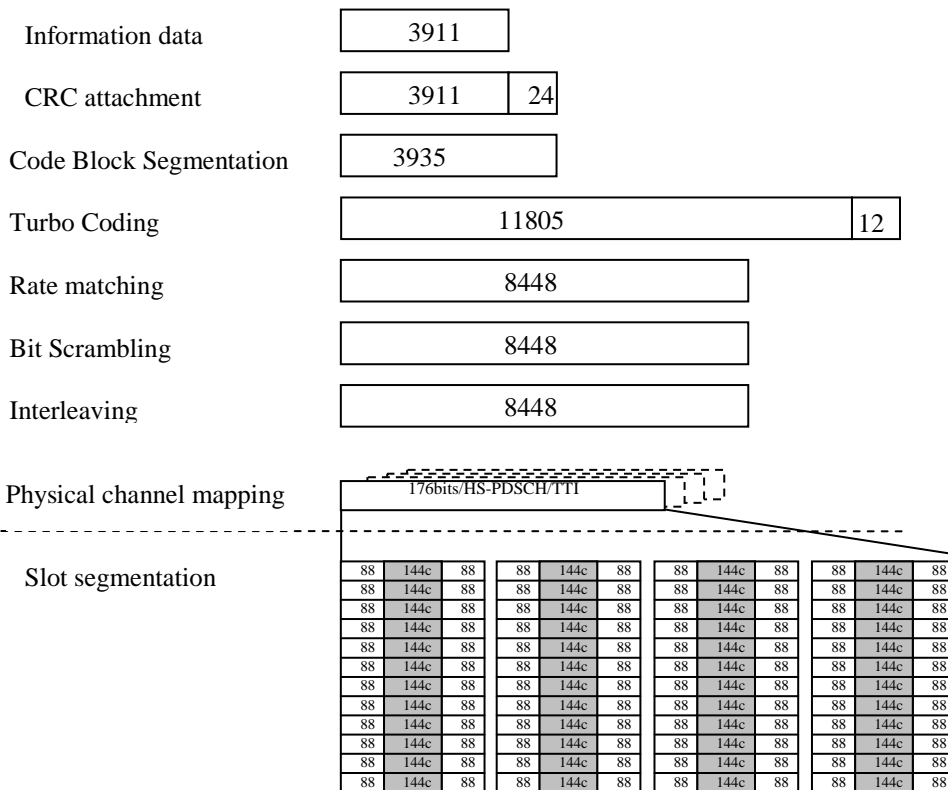 Information data 3911
CRC attachment 3911 24
Code Block Segmentation 3935
Turbo Coding 11805 12
Rate matching 8448
Bit Scrambling 8448
Interleaving 8448
Physical channel mapping 176bits/HS-PDSCH/TTI
Slot segmentation
88 144c 88 88 144c 88 88 144c 88 88 144c 88
88 144c 88 88 144c 88 88 144c 88 88 144c 88
88 144c 88 88 144c 88 88 144c 88 88 144c 88
88 144c 88 88 144c 88 88 144c 88 88 144c 88
88 144c 88 88 144c 88 88 144c 88 88 144c 88
88 144c 88 88 144c 88 88 144c 88 88 144c 88
88 144c 88 88 144c 88 88 144c 88 88 144c 88
88 144c 88 88 144c 88 88 144c 88 88 144c 88
88 144c 88 88 144c 88 88 144c 88 88 144c 88
88 144c 88 88 144c 88 88 144c 88 88 144c 88
88 144c 88 88 144c 88 88 144c 88 88 144c 88
88 144c 88 88 144c 88 88 144c 88 88 144c 88